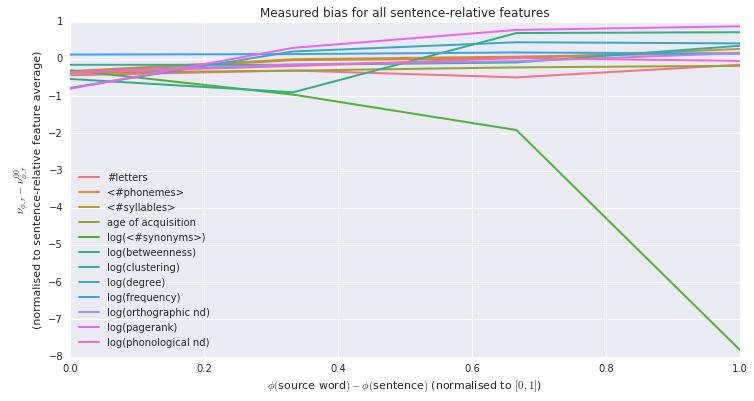 Measured bias for all sentence-relative features
ν_{ϕ,r} − ν^{00}_{ϕ,r}
(normalised to sentence-relative feature average)
1
0
−1
−2
−3
−4
−5
−6
−7
−8
#letters
<#phonemes>
<#syllables>
age of acquisition
log(<#synonyms>)
log(betweenness)
log(clustering)
log(degree)
log(frequency)
log(orthographic nd)
log(pagerank)
log(phonological nd)
0.0 0.2 0.4 0.6 0.8 1.0
ϕ(source word) − ϕ(sentence) (normalised to [0, 1])